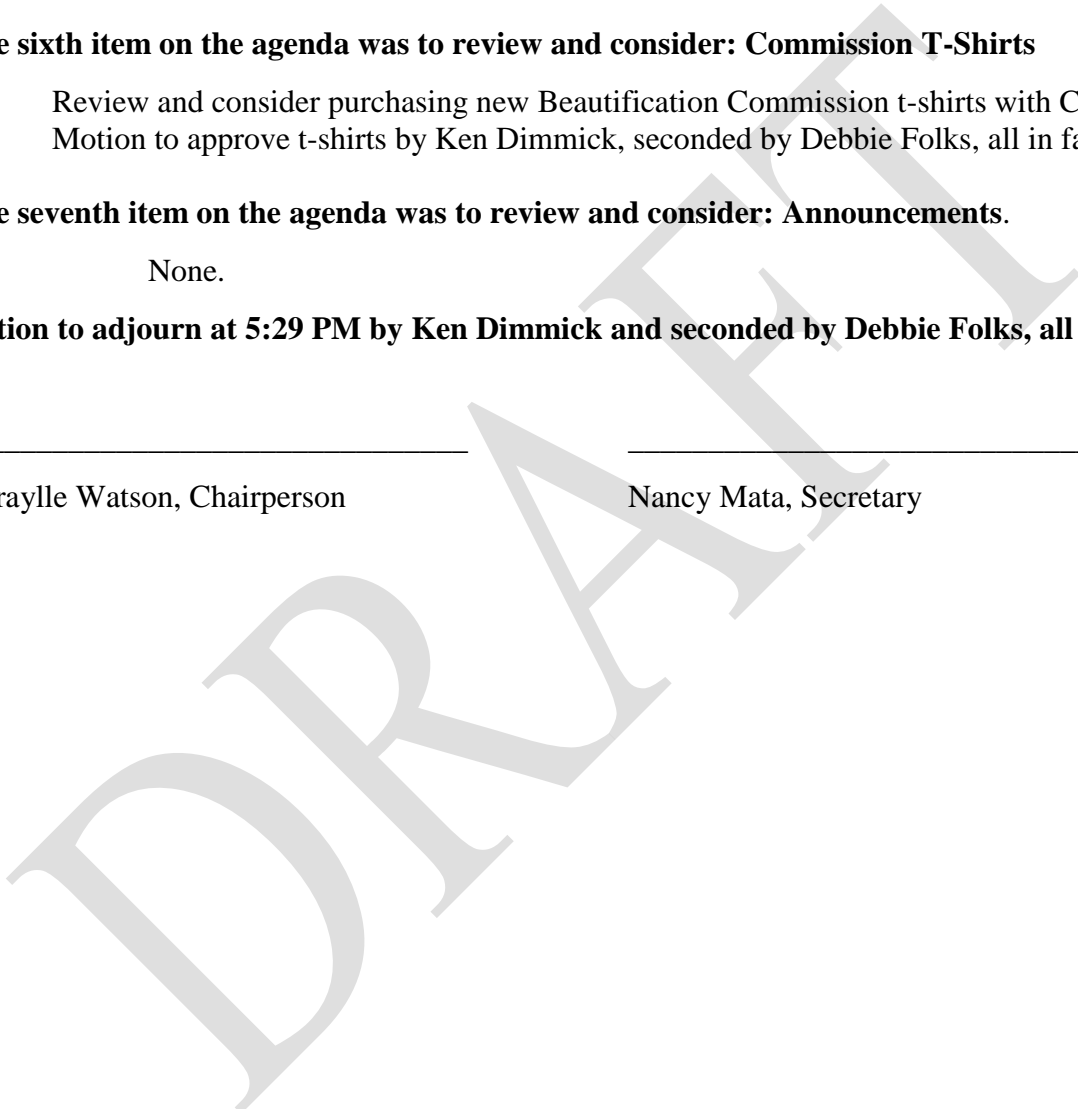 e sixth item on the agenda was to review and consider: Commission T-Shirts
Review and consider purchasing new Beautification Commission t-shirts with C
Motion to approve t-shirts by Ken Dimmick, seconded by Debbie Folks, all in fa
e seventh item on the agenda was to review and consider: Announcements.
None.
tion to adjourn at 5:29 PM by Ken Dimmick and seconded by Debbie Folks, all
raylle Watson, Chairperson Nancy Mata, Secretary
DRAFT